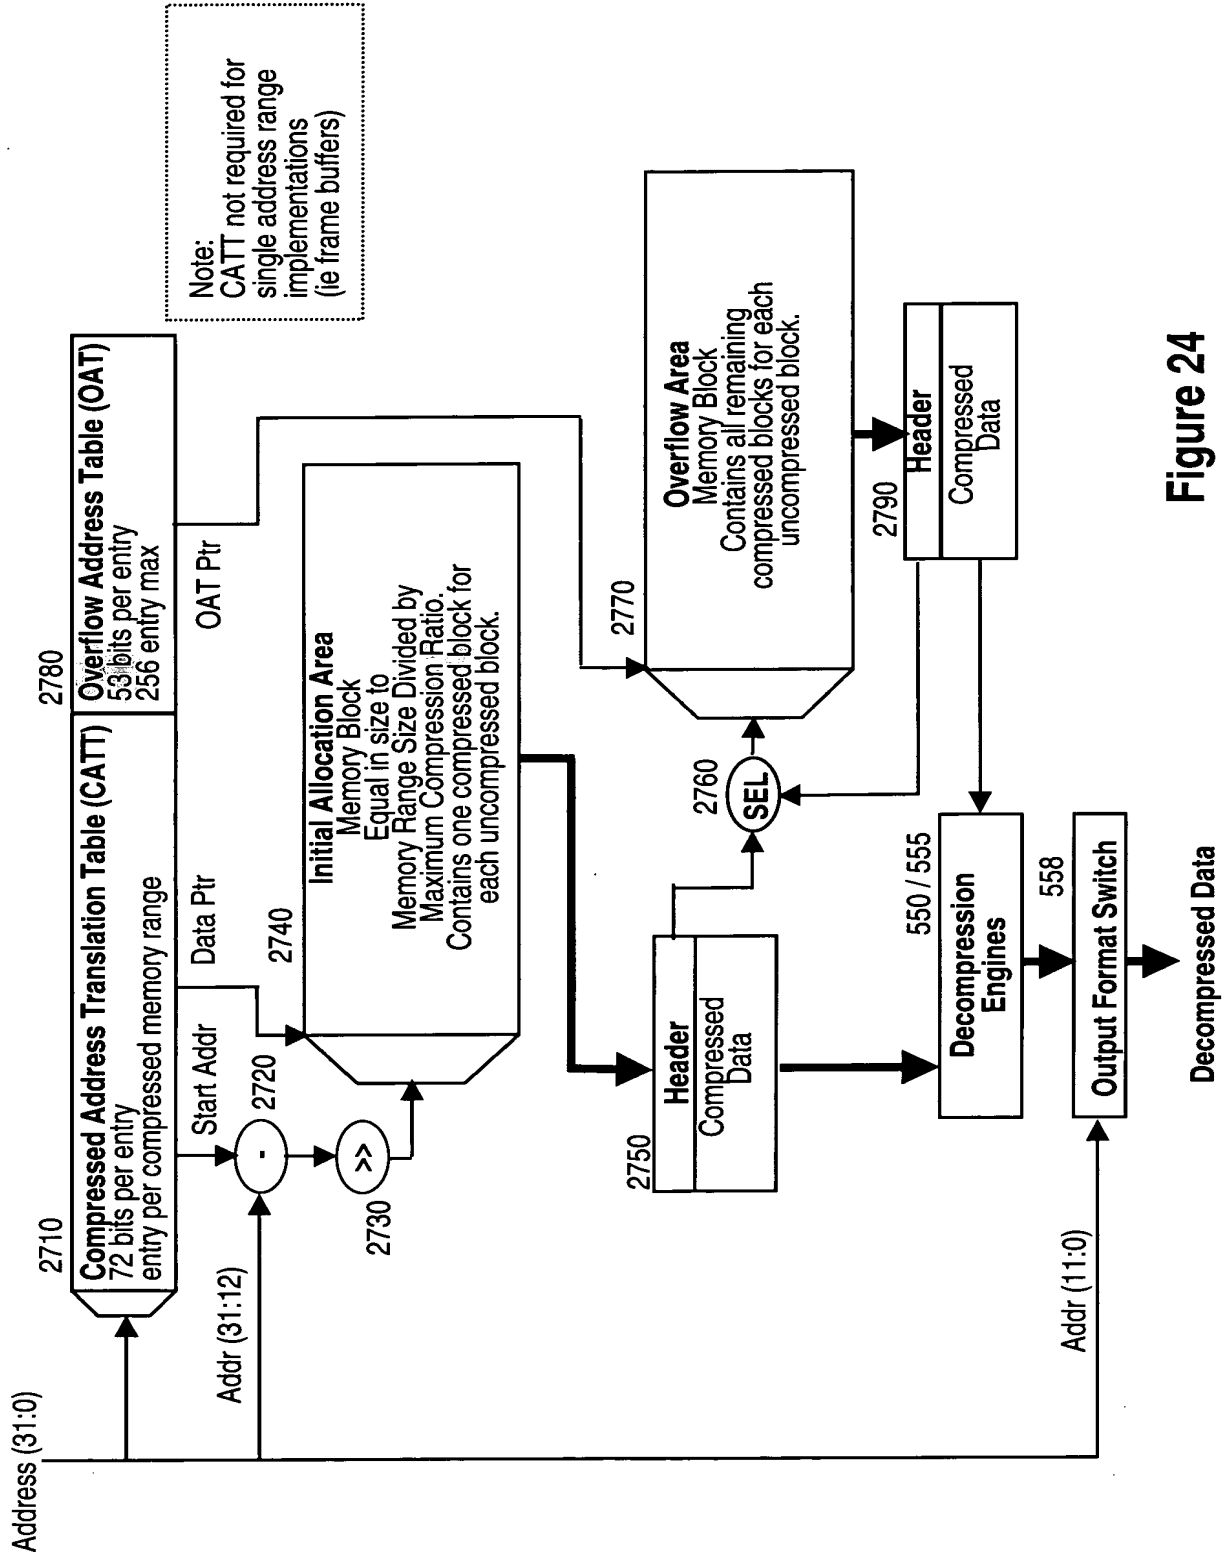 Address (31:0)
2710
Compressed Address Translation Table (CATT)
72 bits per entry
entry per compressed memory range
2780
Overflow Address Table (OAT)
53 bits per entry
256 entry max
Note:
CATT not required for
single address range
implementations
(ie frame buffers)
Addr (31:12)
Start Addr
Data Ptr
OAT Ptr
-
2720
>>
2730
2740
Initial Allocation Area
Memory Block
Equal in size to
Memory Range Size Divided by
Maximum Compression Ratio.
Contains one compressed block for
each uncompressed block.
2770
Overflow Area
Memory Block
Contains all remaining
compressed blocks for each
uncompressed block.
2760
SEL
2750
Header
Compressed
Data
2790
Header
Compressed
Data
550 / 555
Decompression
Engines
558
Output Format Switch
Addr (11:0)
Decompressed Data
Figure 24